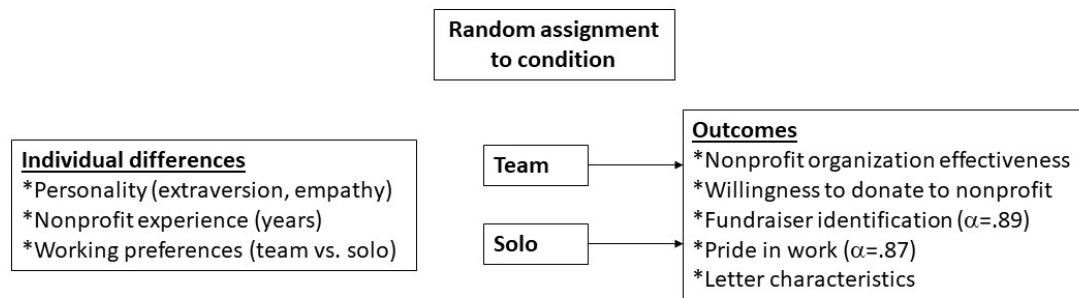 Random assignment
to condition
Individual differences
*Personality (extraversion, empathy)
*Nonprofit experience (years)
*Working preferences (team vs. solo)
Team
Solo
Outcomes
*Nonprofit organization effectiveness
*Willingness to donate to nonprofit
*Fundraiser identification (α=.89)
*Pride in work (α=.87)
*Letter characteristics